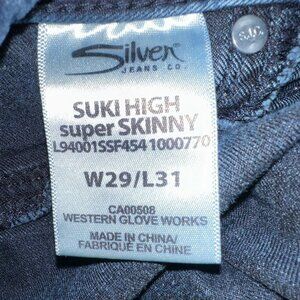 Silver
JEANS CO
SUKI HIGH
super SKINNY
L94001SSF454 1000770
W29/L31
CA00508
WESTERN GLOVE WORKS
MADE IN CHINA/
FABRIQUÉ EN CHINE